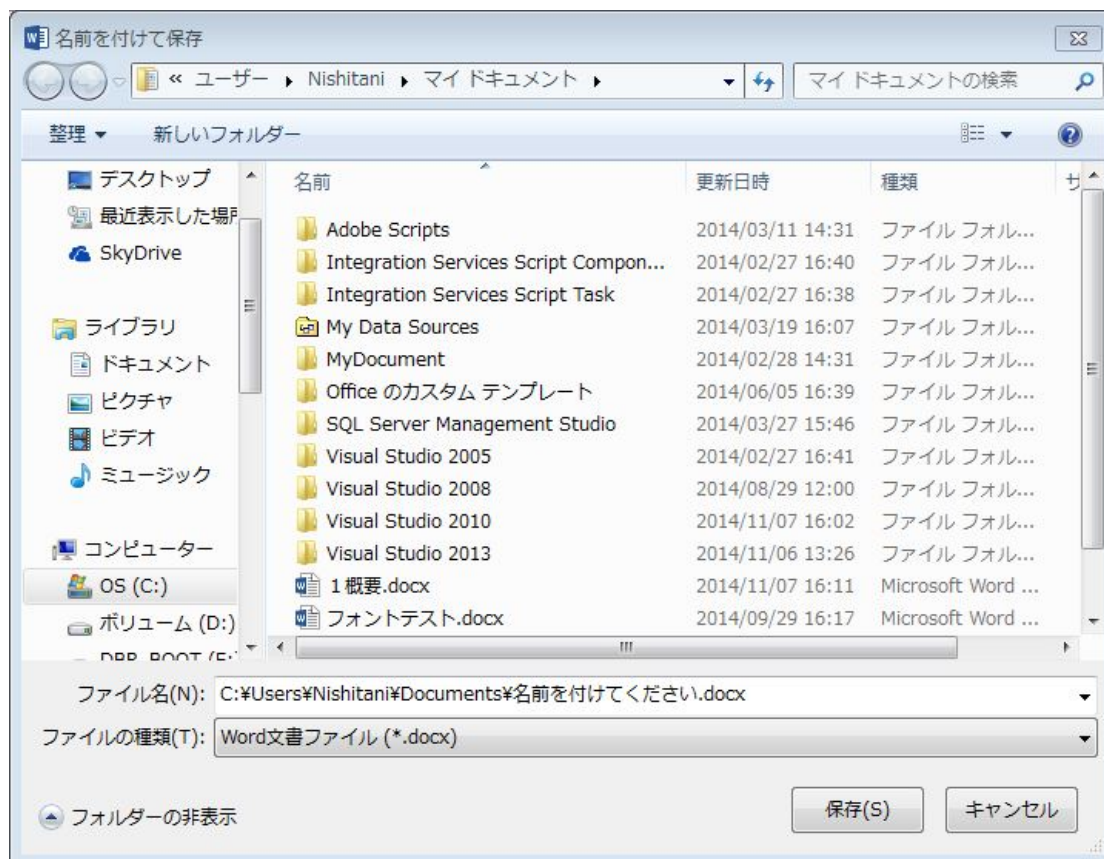 名前を付けて保存
« ユーザー ▸ Nishitani ▸ マイ ドキュメント ▸ マイ ドキュメントの検索
整理 ▼ 新しいフォルダー
名前 更新日時 種類 サ
デスクトップ
最近表示した場所
SkyDrive
ライブラリ
ドキュメント
ピクチャ
ビデオ
ミュージック
コンピューター
OS (C:)
ボリューム (D:)
Adobe Scripts 2014/03/11 14:31 ファイル フォル...
Integration Services Script Compon... 2014/02/27 16:40 ファイル フォル...
Integration Services Script Task 2014/02/27 16:38 ファイル フォル...
My Data Sources 2014/03/19 16:07 ファイル フォル...
MyDocument 2014/02/28 14:31 ファイル フォル...
Office のカスタム テンプレート 2014/06/05 16:39 ファイル フォル...
SQL Server Management Studio 2014/03/27 15:46 ファイル フォル...
Visual Studio 2005 2014/02/27 16:41 ファイル フォル...
Visual Studio 2008 2014/08/29 12:00 ファイル フォル...
Visual Studio 2010 2014/11/07 16:02 ファイル フォル...
Visual Studio 2013 2014/11/06 13:26 ファイル フォル...
１概要.docx 2014/11/07 16:11 Microsoft Word ...
フォントテスト.docx 2014/09/29 16:17 Microsoft Word ...
ファイル名(N): C:¥Users¥Nishitani¥Documents¥名前を付けてください.docx
ファイルの種類(T): Word文書ファイル (*.docx)
フォルダーの非表示 保存(S) キャンセル